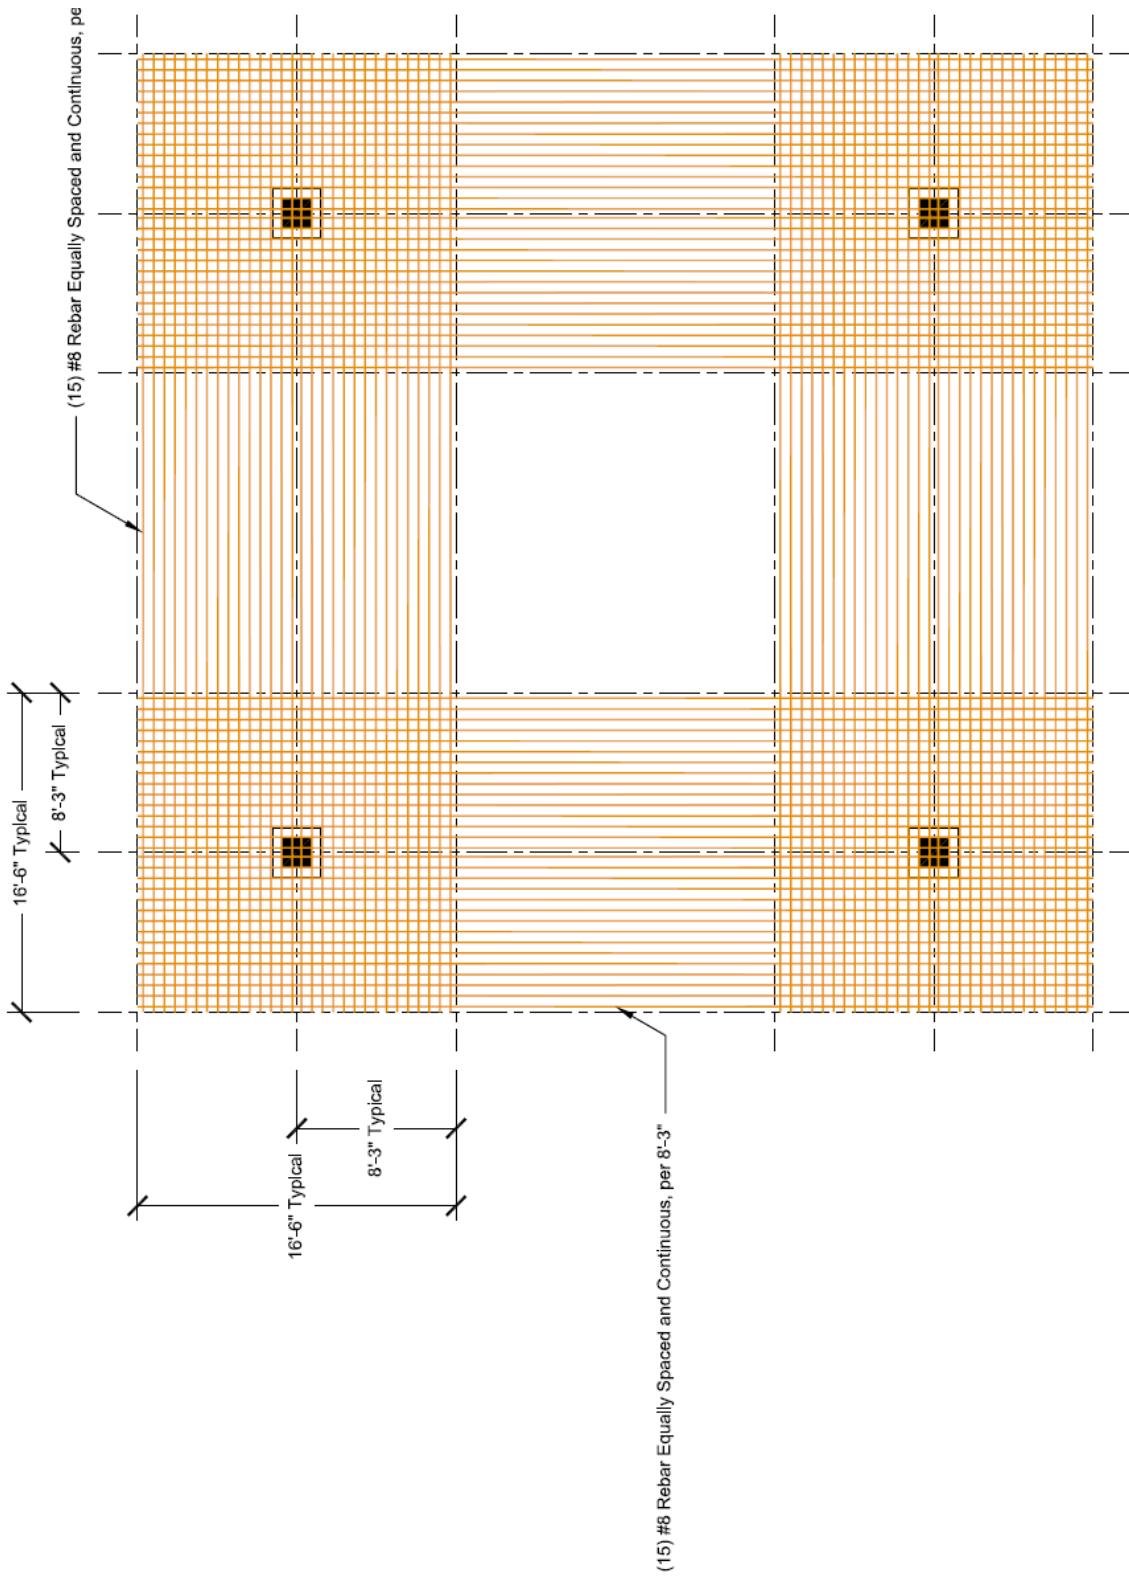 (15) #8 Rebar Equally Spaced and Continuous, pe
16'-6" Typical
8'-3" Typical
8'-3" Typical
16'-6" Typical
(15) #8 Rebar Equally Spaced and Continuous, per 8'-3"